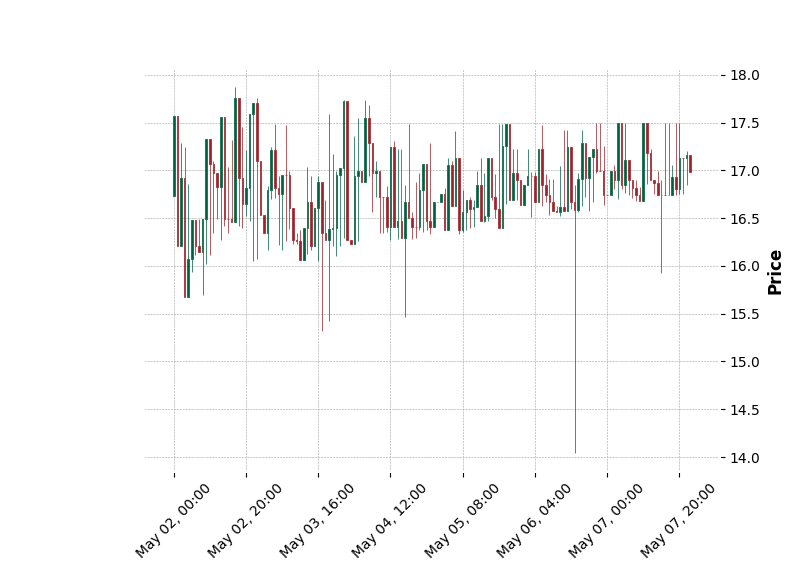 18.0
17.5
17.0
16.5
16.0
15.5
15.0
14.5
14.0
Price
May 02, 00:00
May 02, 20:00
May 03, 16:00
May 04, 12:00
May 05, 08:00
May 06, 04:00
May 07, 00:00
May 07, 20:00